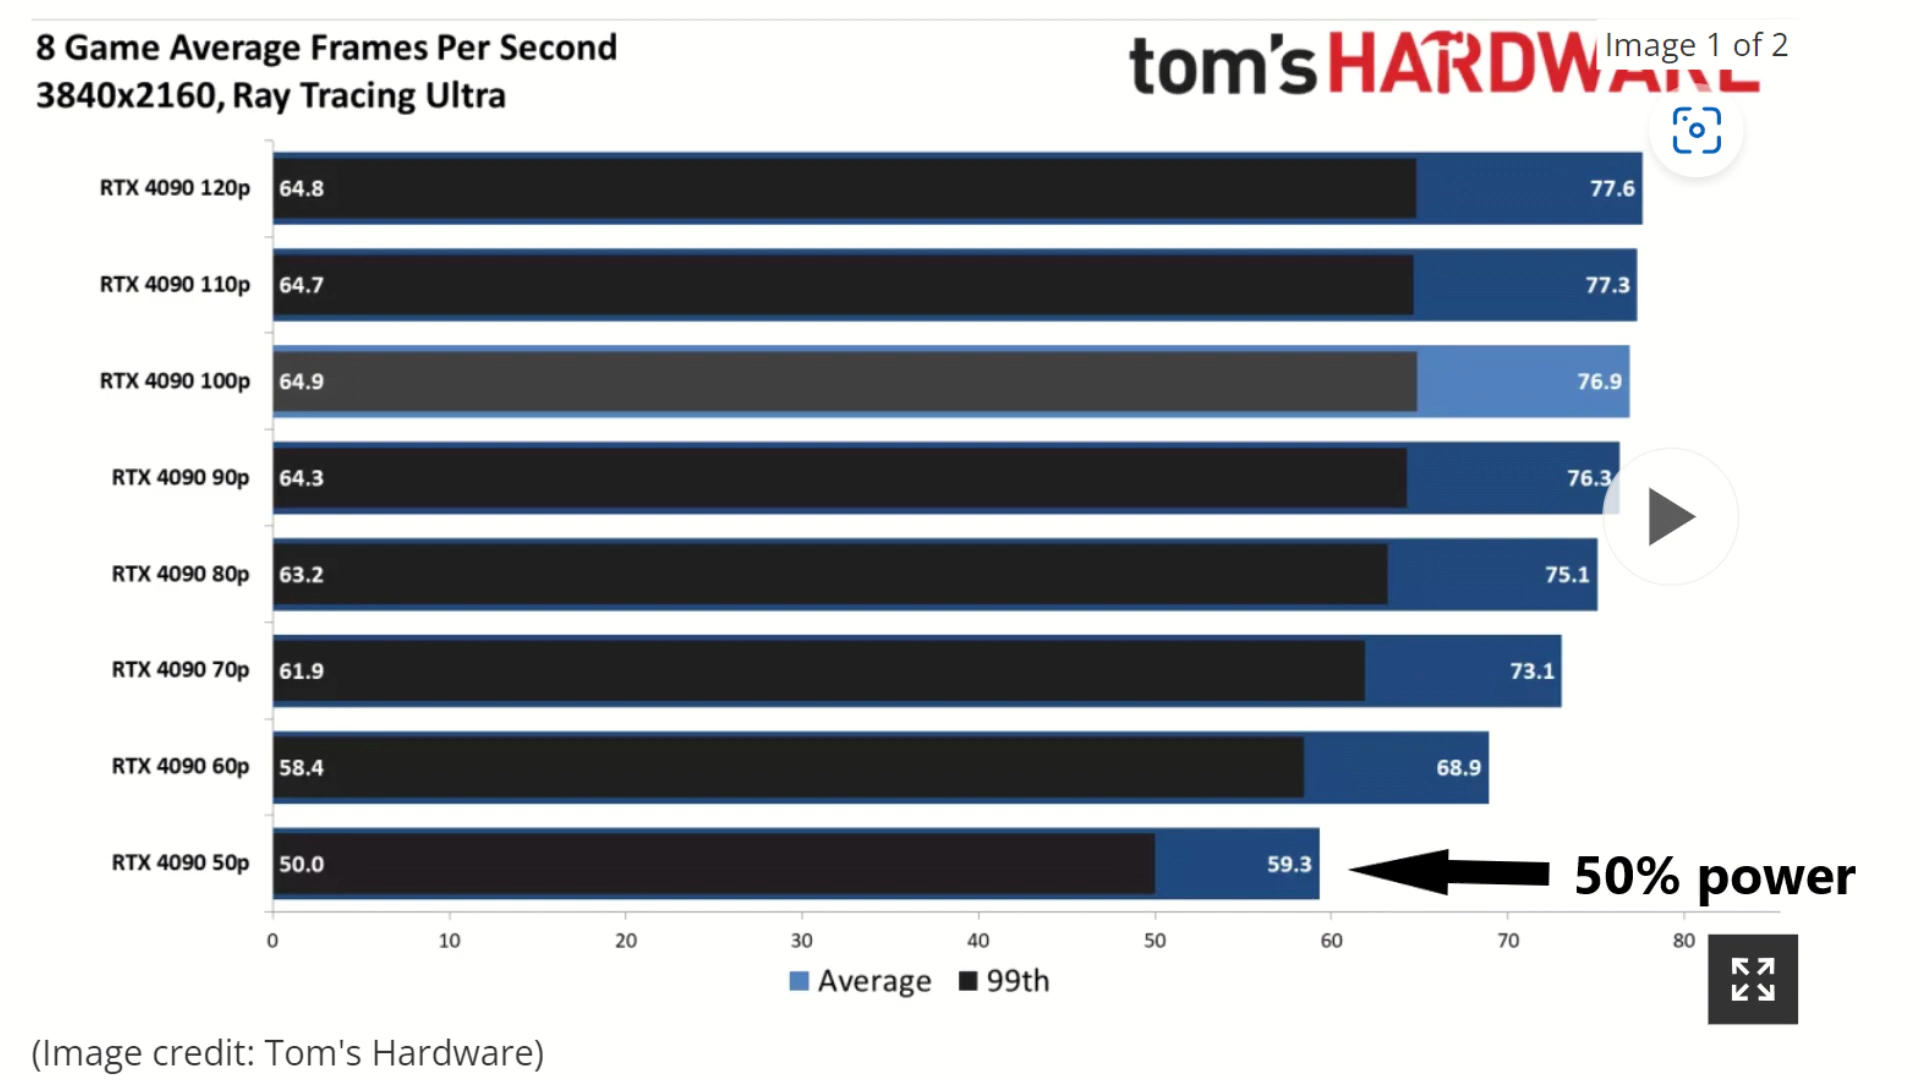 8 Game Average Frames Per Second
3840x2160, Ray Tracing Ultra
tom's HARDWARE
Image 1 of 2
RTX 4090 120p 64.8 77.6
RTX 4090 110p 64.7 77.3
RTX 4090 100p 64.9 76.9
RTX 4090 90p 64.3 76.3
RTX 4090 80p 63.2 75.1
RTX 4090 70p 61.9 73.1
RTX 4090 60p 58.4 68.9
RTX 4090 50p 50.0 59.3 50% power
0 10 20 30 40 50 60 70 80
Average 99th
(Image credit: Tom's Hardware)